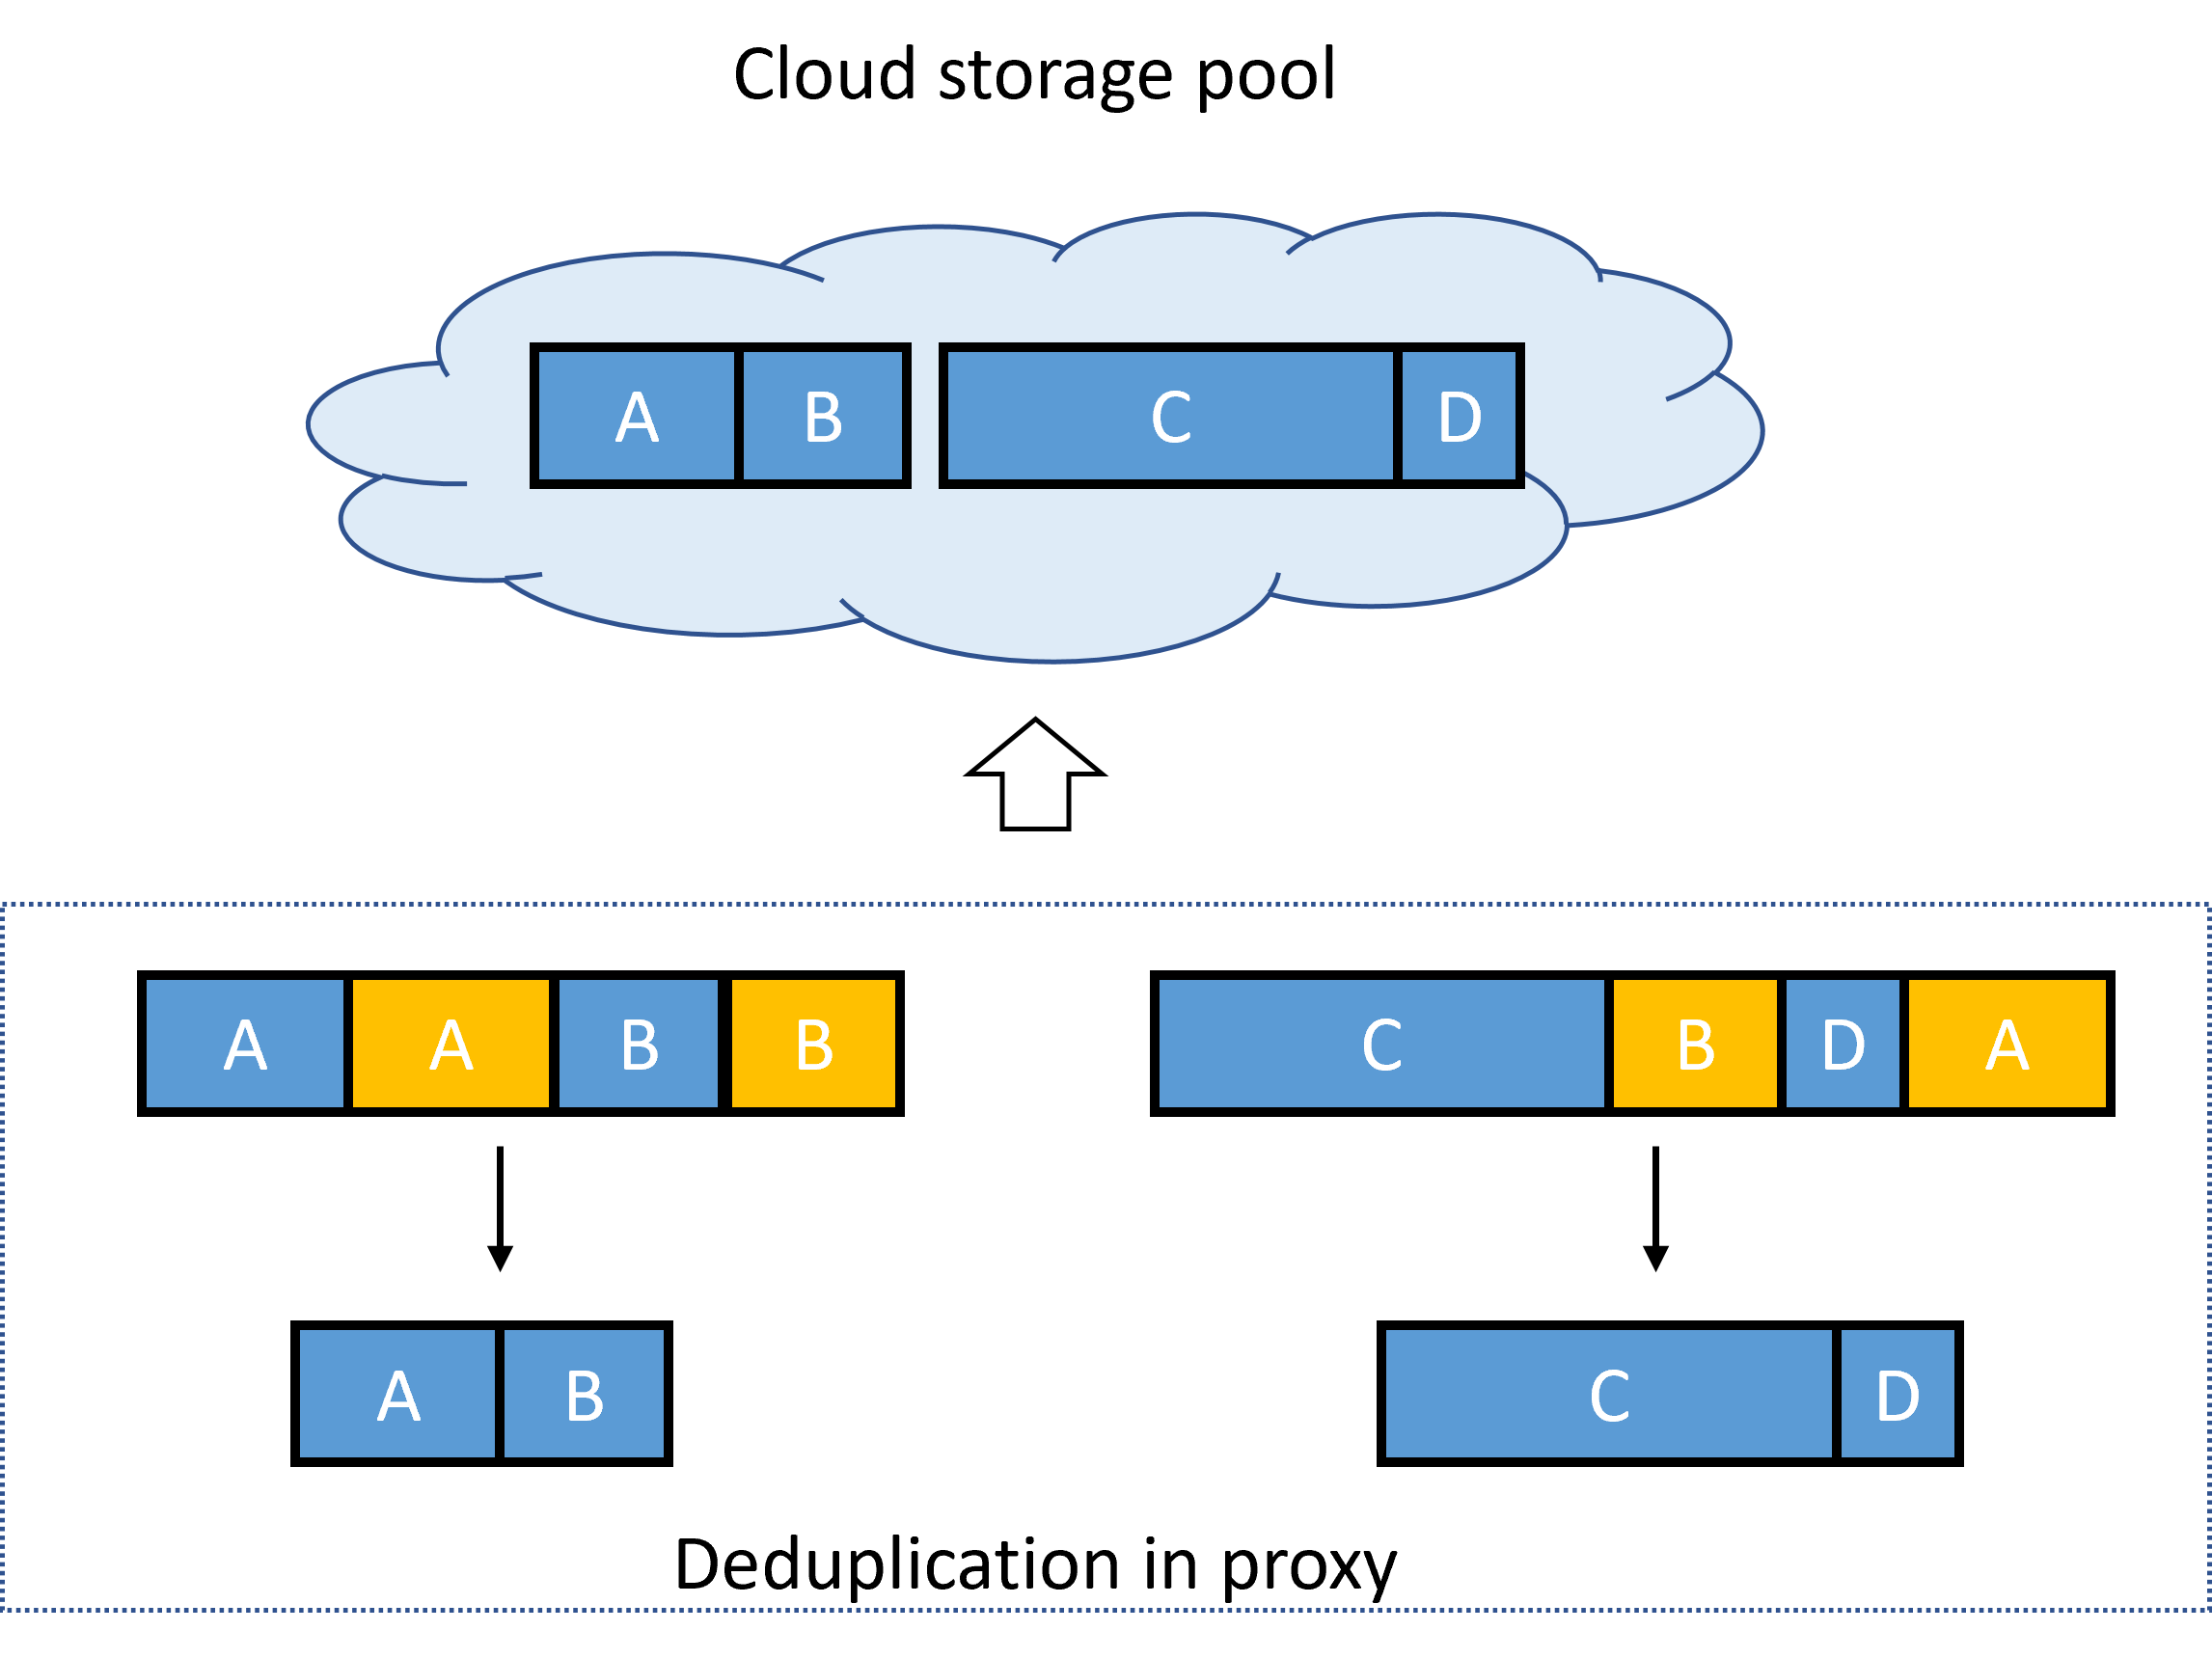 Cloud storage pool
A B C D
A A B B C B D A
A B C D
Deduplication in proxy